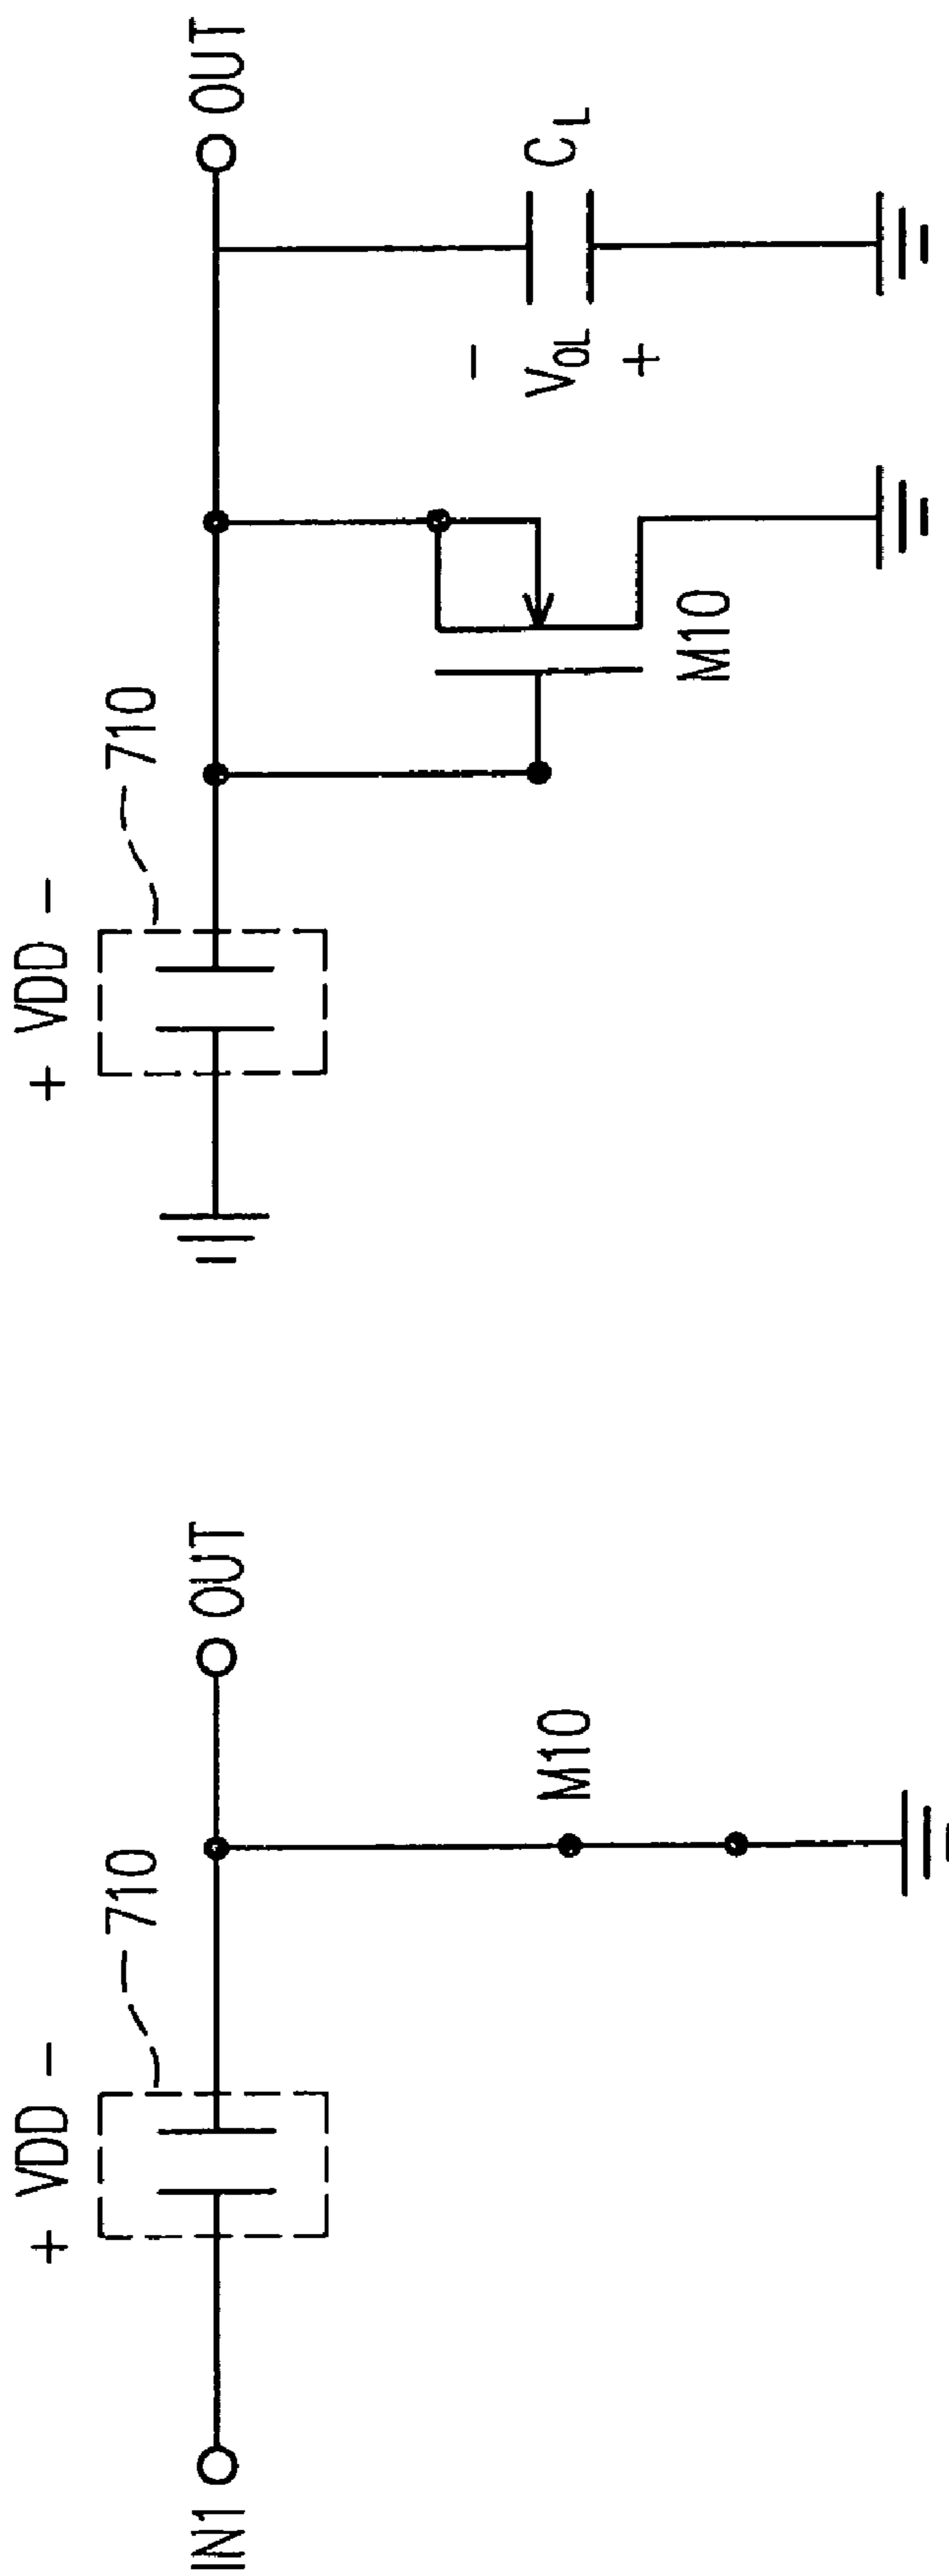 + VDD -
710
IN1
OUT
M10
+ VDD -
710
OUT
M10
-
V_OL
+
C_L